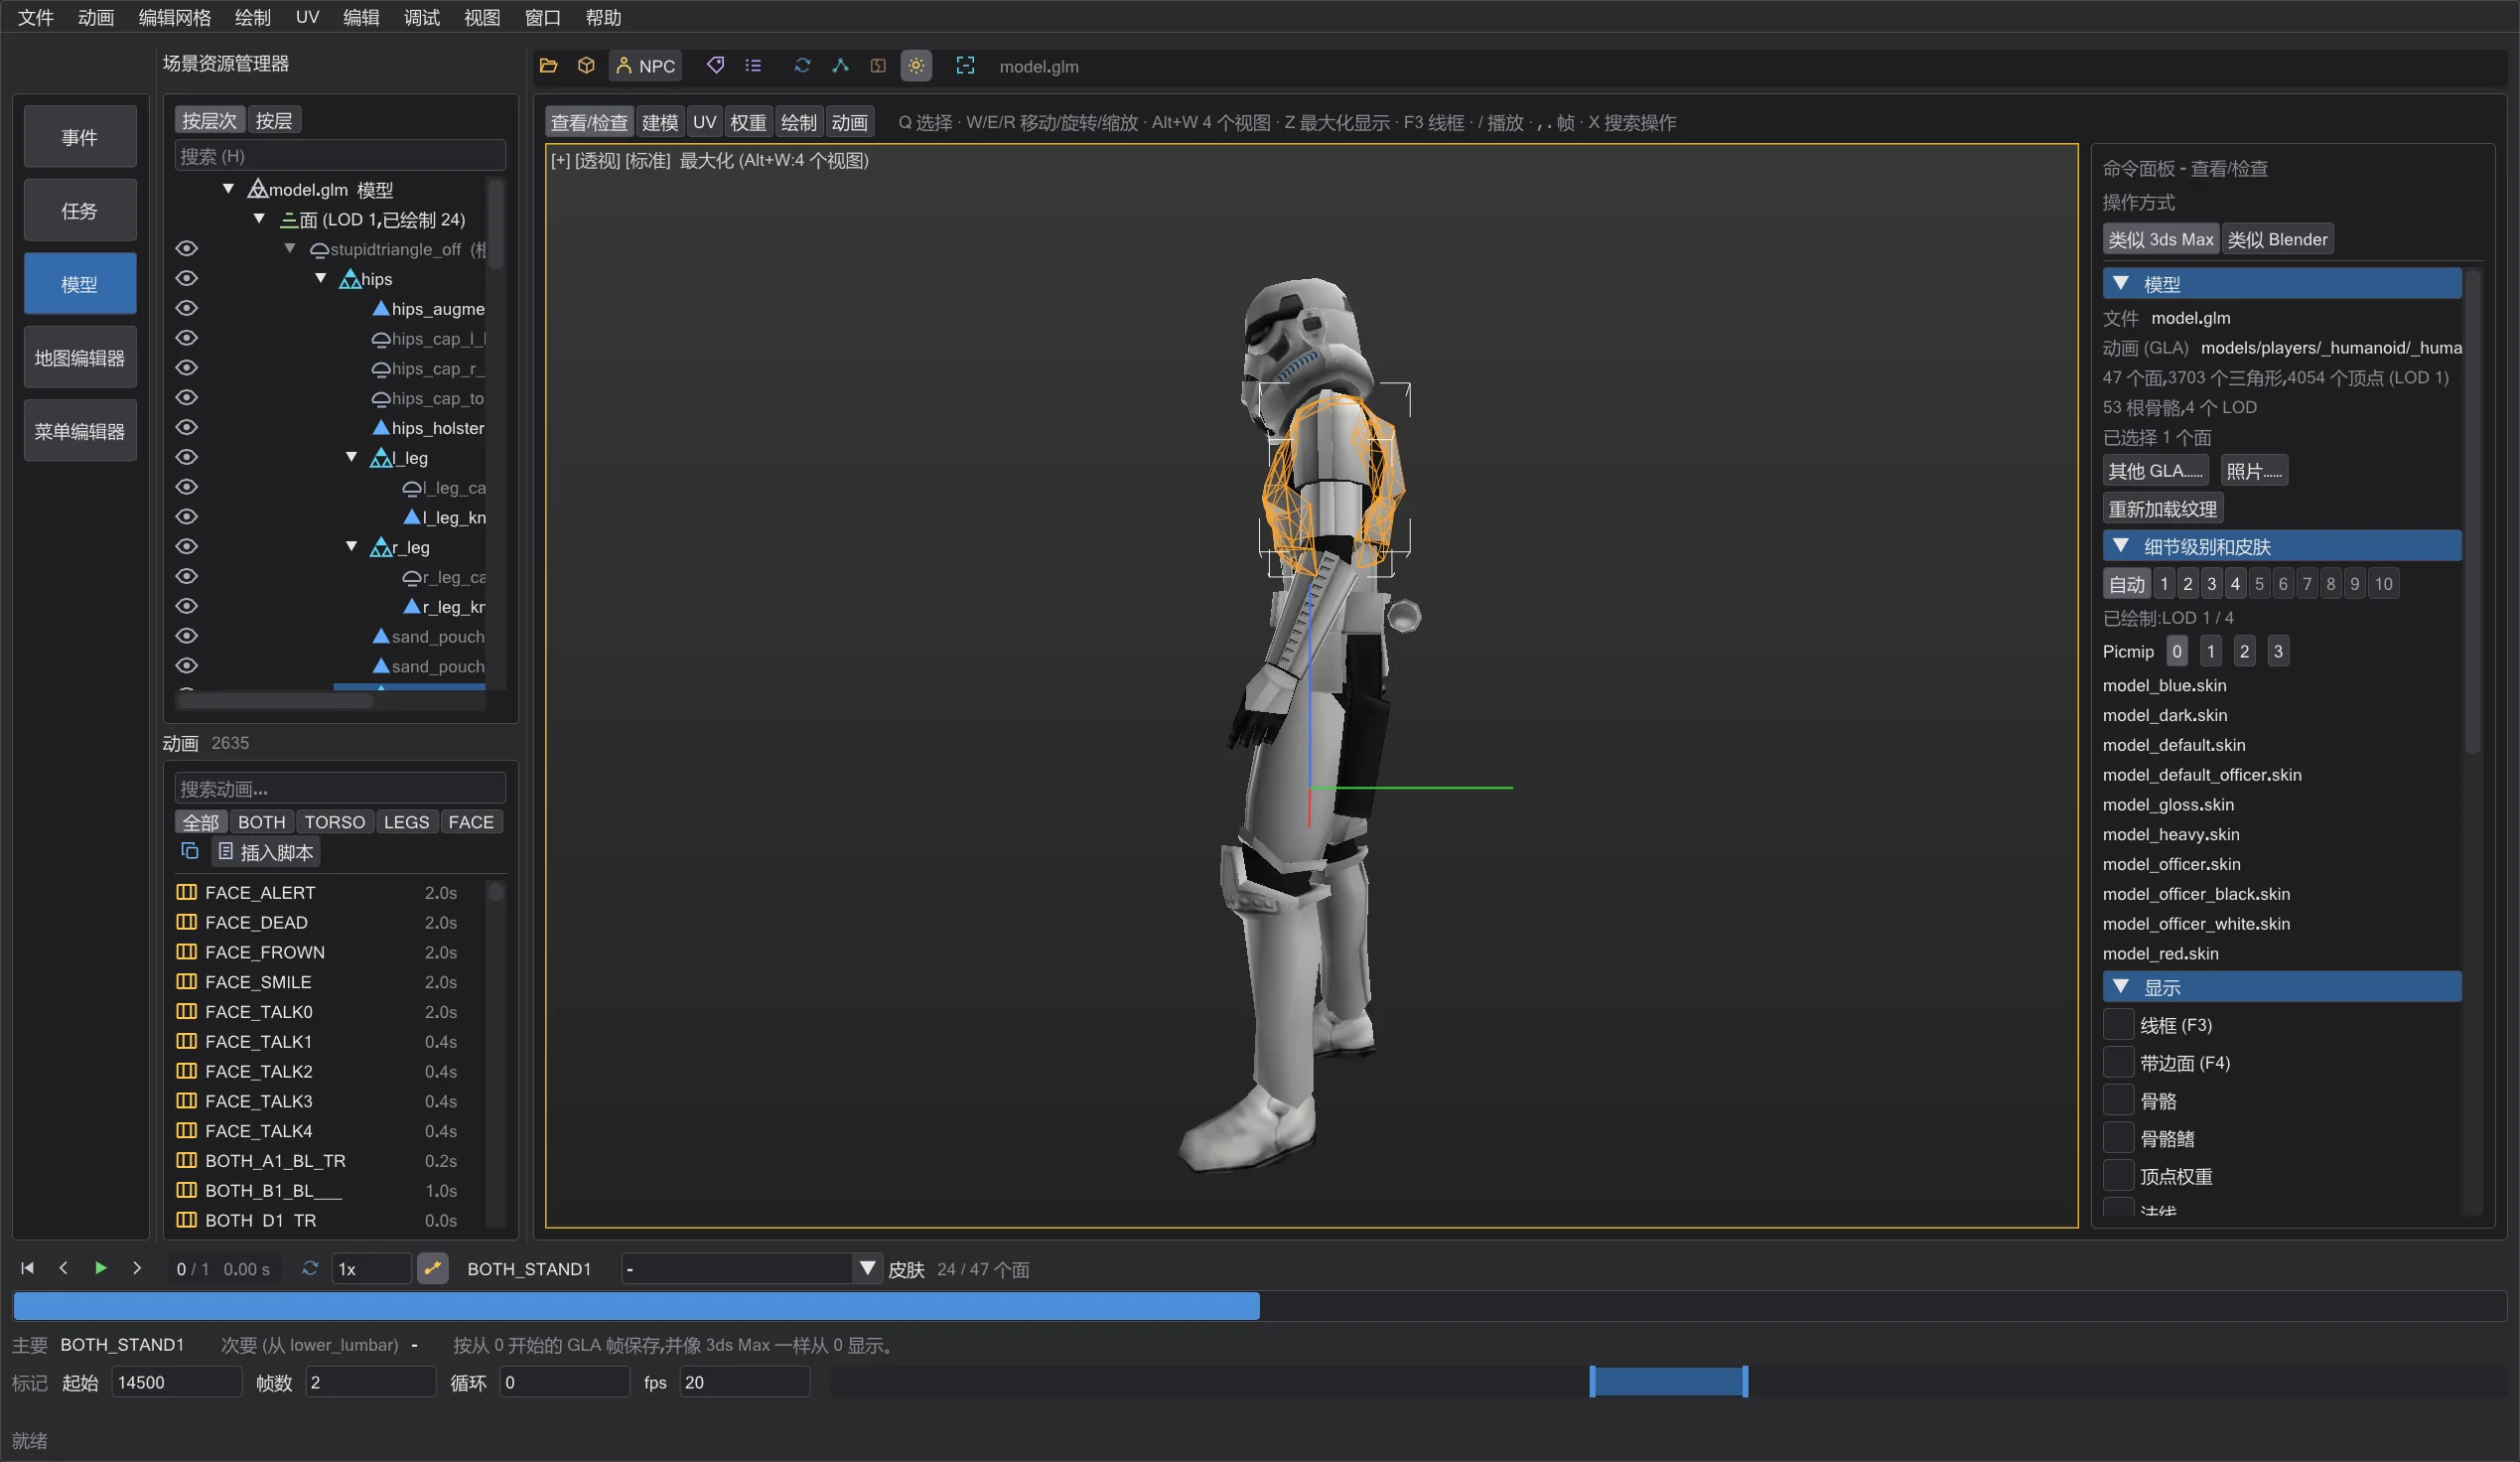 文件 动画 编辑网格 绘制 UV 编辑 调试 视图 窗口 帮助
场景资源管理器
NPC model.glm
事件
任务
模型
地图编辑器
菜单编辑器
按层次 按层
搜索 (H)
model.glm 模型
面 (LOD 1,已绘制 24)
stupidtriangle_off
hips
hips_augme
hips_cap_l_
hips_cap_r_
hips_cap_to
hips_holster
l_leg
l_leg_ca
l_leg_kn
r_leg
r_leg_ca
r_leg_kr
sand_pouch
sand_pouch
动画 2635
搜索动画...
全部 BOTH TORSO LEGS FACE
插入脚本
FACE_ALERT 2.0s
FACE_DEAD 2.0s
FACE_FROWN 2.0s
FACE_SMILE 2.0s
FACE_TALK0 2.0s
FACE_TALK1 0.4s
FACE_TALK2 0.4s
FACE_TALK3 0.4s
FACE_TALK4 0.4s
BOTH_A1_BL_TR 0.2s
BOTH_B1_BL___ 1.0s
BOTH_D1_TR 0.0s
查看/检查 建模 UV 权重 绘制 动画 Q 选择 · W/E/R 移动/旋转/缩放 · Alt+W 4 个视图 · Z 最大化显示 · F3 线框 · / 播放 · , . 帧 · X 搜索操作
[+] [透视] [标准] 最大化 (Alt+W:4 个视图)
命令面板 - 查看/检查
操作方式
类似 3ds Max 类似 Blender
模型
文件 model.glm
动画 (GLA) models/players/_humanoid/_huma
47 个面,3703 个三角形,4054 个顶点 (LOD 1)
53 根骨骼,4 个 LOD
已选择 1 个面
其他 GLA...... 照片......
重新加载纹理
细节级别和皮肤
自动 1 2 3 4 5 6 7 8 9 10
已绘制:LOD 1 / 4
Picmip 0 1 2 3
model_blue.skin
model_dark.skin
model_default.skin
model_default_officer.skin
model_gloss.skin
model_heavy.skin
model_officer.skin
model_officer_black.skin
model_officer_white.skin
model_red.skin
显示
线框 (F3)
带边面 (F4)
骨骼
骨骼鳍
顶点权重
法线
0 / 1 0.00 s 1x BOTH_STAND1 - 皮肤 24 / 47 个面
主要 BOTH_STAND1 次要 (从 lower_lumbar) - 按从 0 开始的 GLA 帧保存,并像 3ds Max 一样从 0 显示。
标记 起始 14500 帧数 2 循环 0 fps 20
就绪